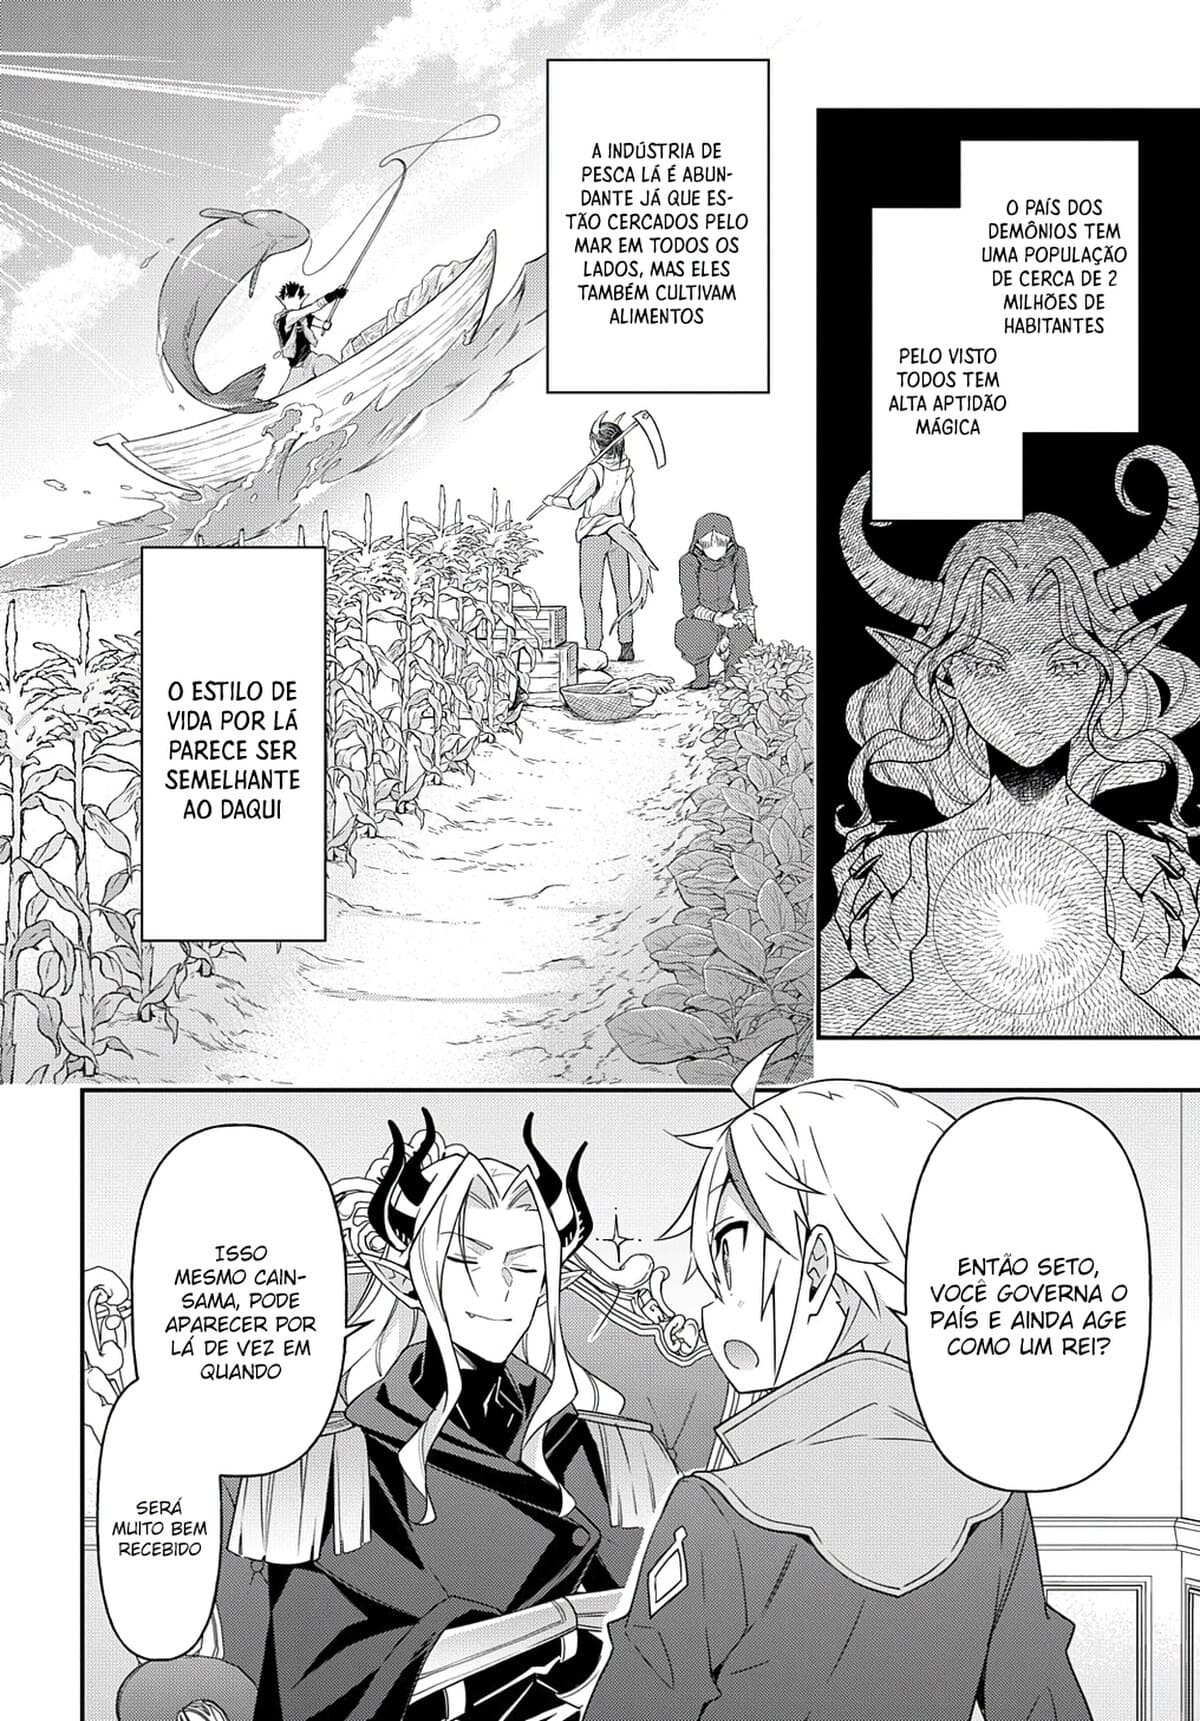 O PAÍS DOS
DEMÔNIOS TEM
UMA POPULAÇÃO
DE CERCA DE 2
MILHÕES DE
HABITANTES
PELO VISTO
TODOS TEM
ALTA APTIDÃO
MÁGICA
A INDÚSTRIA DE
PESCA LÁ É ABUN-
DANTE JÁ QUE ES-
TÃO CERCADOS PELO
MAR EM TODOS OS
LADOS, MAS ELES
TAMBÉM CULTIVAM
ALIMENTOS
O ESTILO DE
VIDA POR LÁ
PARECE SER
SEMELHANTE
AO DAQUI
ENTÃO SETO,
VOCÊ GOVERNA O
PAÍS E AINDA AGE
COMO UM REI?
ISSO
MESMO CAIN-
SAMA, PODE
APARECER POR
LÁ DE VEZ EM
QUANDO
SERÁ
MUITO BEM
RECEBIDO